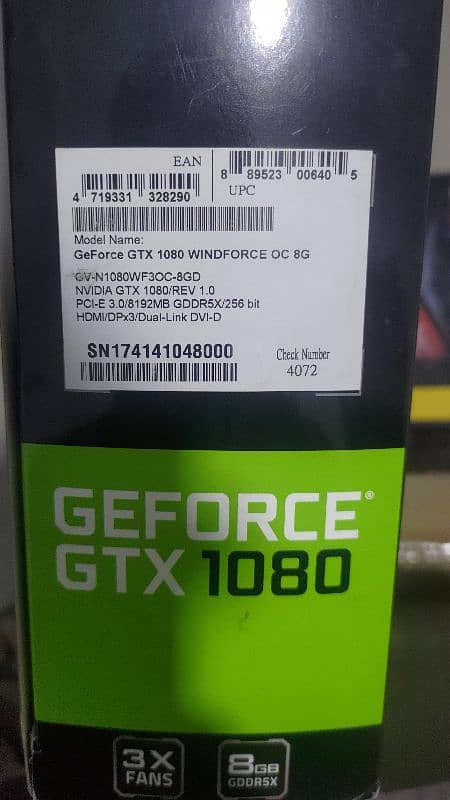 EAN
4 719331 328290
8 89523 00640 5
UPC
Model Name:
GeForce GTX 1080 WINDFORCE OC 8G
GV-N1080WF3OC-8GD
NVIDIA GTX 1080/REV 1.0
PCI-E 3.0/8192MB GDDR5X/256 bit
HDMI/DPx3/Dual-Link DVI-D
SN174141048000
Check Number
4072
GEFORCE®
GTX 1080
3X
FANS
8GB
GDDR5X